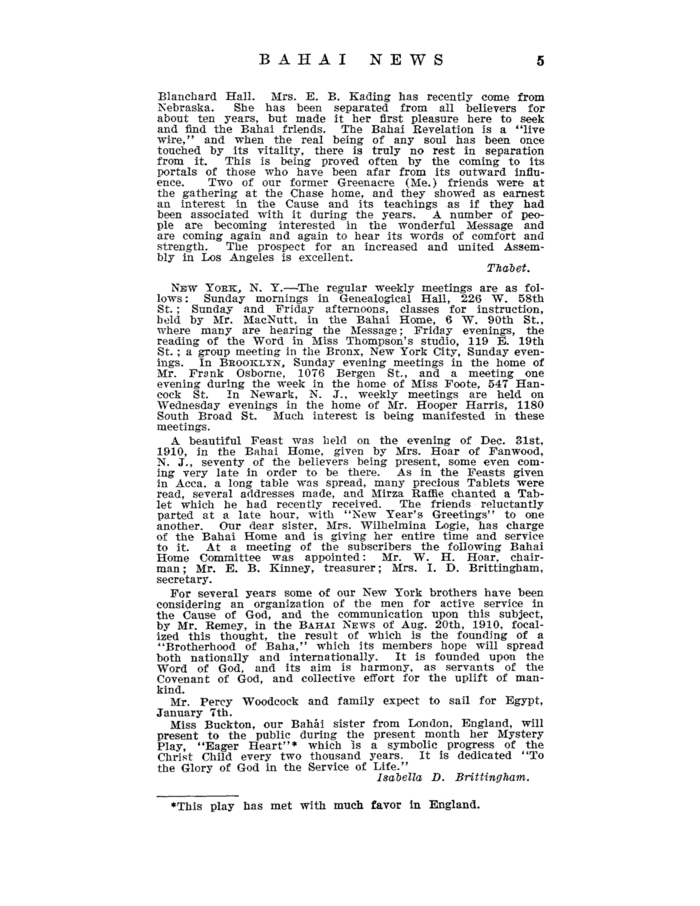 BAHAI NEWS 5
Blanchard Hall. Mrs. E. B. Kading has recently come from
Nebraska. She has been separated from all believers for
about ten years, but made it her first pleasure here to seek
and find the Bahai friends. The Bahai Revelation is a "live
wire," and when the real being of any soul has been once
touched by its vitality, there is truly no rest in separation
from it. This is being proved often by the coming to its
portals of those who have been afar from its outward influ-
ence. Two of our former Greenacre (Me.) friends were at
the gathering at the Chase home, and they showed as earnest
an interest in the Cause and its teachings as if they had
been associated with it during the years. A number of peo-
ple are becoming interested in the wonderful Message and
are coming again and again to hear its words of comfort and
strength. The prospect for an increased and united Assem-
bly in Los Angeles is excellent.
Thabet.
NEW YORK, N. Y.—The regular weekly meetings are as fol-
lows: Sunday mornings in Genealogical Hall, 226 W. 58th
St.; Sunday and Friday afternoons, classes for instruction,
held by Mr. MacNutt, in the Bahai Home, 6 W. 90th St.,
where many are hearing the Message; Friday evenings, the
reading of the Word in Miss Thompson's studio, 119 E. 19th
St.; a group meeting in the Bronx, New York City, Sunday even-
ings. In BROOKLYN, Sunday evening meetings in the home of
Mr. Frank Osborne, 1076 Bergen St., and a meeting one
evening during the week in the home of Miss Foote, 547 Han-
cock St. In Newark, N. J., weekly meetings are held on
Wednesday evenings in the home of Mr. Hooper Harris, 1180
South Broad St. Much interest is being manifested in these
meetings.
A beautiful Feast was held on the evening of Dec. 31st,
1910, in the Bahai Home, given by Mrs. Hoar of Fanwood,
N. J., seventy of the believers being present, some even com-
ing very late in order to be there. As in the Feasts given
in Acca, a long table was spread, many precious Tablets were
read, several addresses made, and Mirza Raffie chanted a Tab-
let which he had recently received. The friends reluctantly
parted at a late hour, with "New Year's Greetings" to one
another. Our dear sister, Mrs. Wilhelmina Logie, has charge
of the Bahai Home and is giving her entire time and service
to it. At a meeting of the subscribers the following Bahai
Home Committee was appointed: Mr. W. H. Hoar, chair-
man; Mr. E. B. Kinney, treasurer; Mrs. I. D. Brittingham,
secretary.
For several years some of our New York brothers have been
considering an organization of the men for active service in
the Cause of God, and the communication upon this subject,
by Mr. Remey, in the BAHAI NEWS of Aug. 20th, 1910, focal-
ized this thought, the result of which is the founding of a
"Brotherhood of Baha," which its members hope will spread
both nationally and internationally. It is founded upon the
Word of God, and its aim is harmony, as servants of the
Covenant of God, and collective effort for the uplift of man-
kind.
Mr. Percy Woodcock and family expect to sail for Egypt,
January 7th.
Miss Buckton, our Bahái sister from London, England, will
present to the public during the present month her Mystery
Play, "Eager Heart"* which is a symbolic progress of the
Christ Child every two thousand years. It is dedicated "To
the Glory of God in the Service of Life."
Isabella D. Brittingham.
*This play has met with much favor in England.